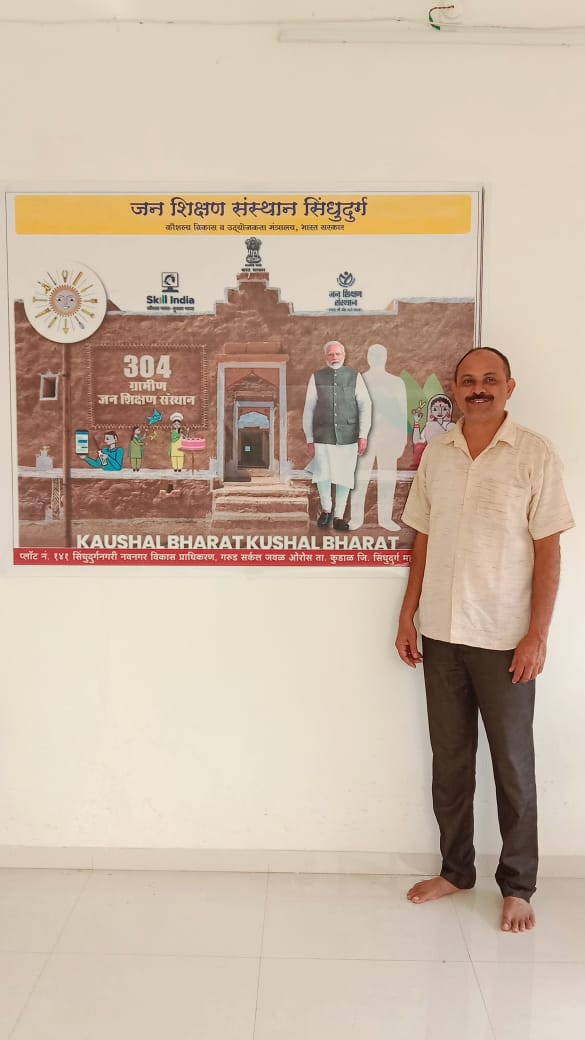 जन शिक्षण संस्थान सिंधुदुर्ग
कौशल्य विकास व उद्योजकता मंत्रालय, भारत सरकार
Skill India
जन शिक्षण
संस्थान
304
ग्रामीण
जन शिक्षण संस्थान
KAUSHAL BHARAT KUSHAL BHARAT
प्लॉट नं. १४१ सिंधुदुर्गनगरी नवनगर विकास प्राधिकरण, गरुड सर्कल जवळ ओरोस ता. कुडाळ जि. सिंधुदुर्ग